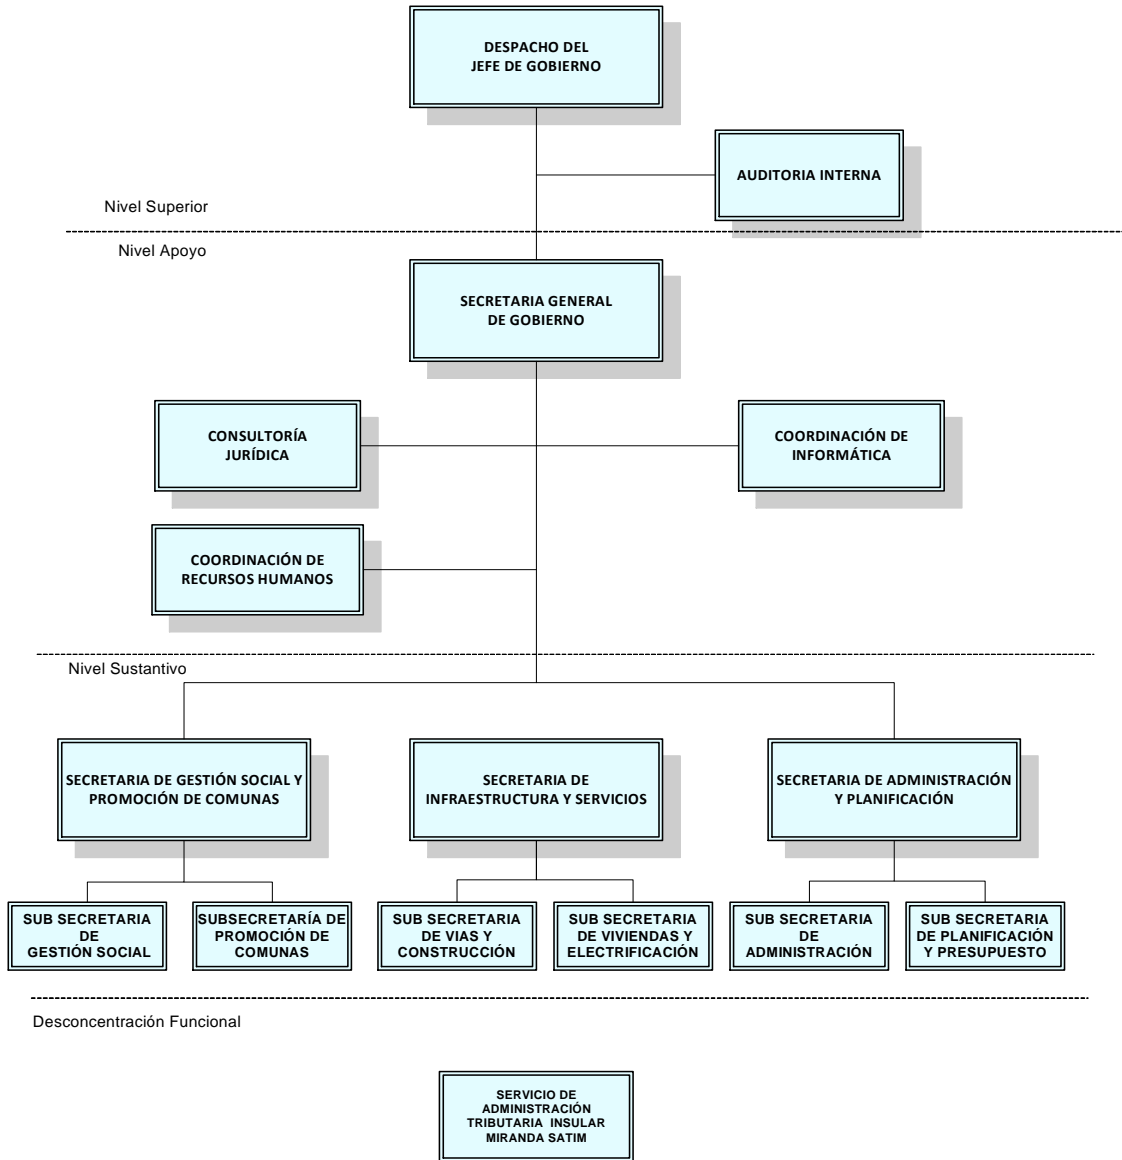 DESPACHO DEL
JEFE DE GOBIERNO
AUDITORIA INTERNA
Nivel Superior
Nivel Apoyo
SECRETARIA GENERAL
DE GOBIERNO
CONSULTORÍA
JURÍDICA
COORDINACIÓN DE
INFORMÁTICA
COORDINACIÓN DE
RECURSOS HUMANOS
Nivel Sustantivo
SECRETARIA DE GESTIÓN SOCIAL Y
PROMOCIÓN DE COMUNAS
SECRETARIA DE
INFRAESTRUCTURA Y SERVICIOS
SECRETARIA DE ADMINISTRACIÓN
Y PLANIFICACIÓN
SUB SECRETARIA
DE
GESTIÓN SOCIAL
SUBSECRETARÍA DE
PROMOCIÓN DE
COMUNAS
SUB SECRETARIA
DE VIAS Y
CONSTRUCCIÓN
SUB SECRETARIA
DE VIVIENDAS Y
ELECTRIFICACIÓN
SUB SECRETARIA
DE
ADMINISTRACIÓN
SUB SECRETARIA
DE PLANIFICACIÓN
Y PRESUPUESTO
Desconcentración Funcional
SERVICIO DE
ADMINISTRACIÓN
TRIBUTARIA INSULAR
MIRANDA SATIM